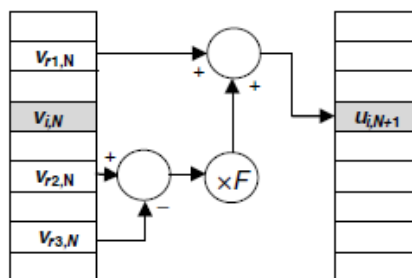 v_{r1,N}
+ +
v_{i,N} u_{i,N+1}
v_{r2,N} + ×F
−
v_{r3,N}